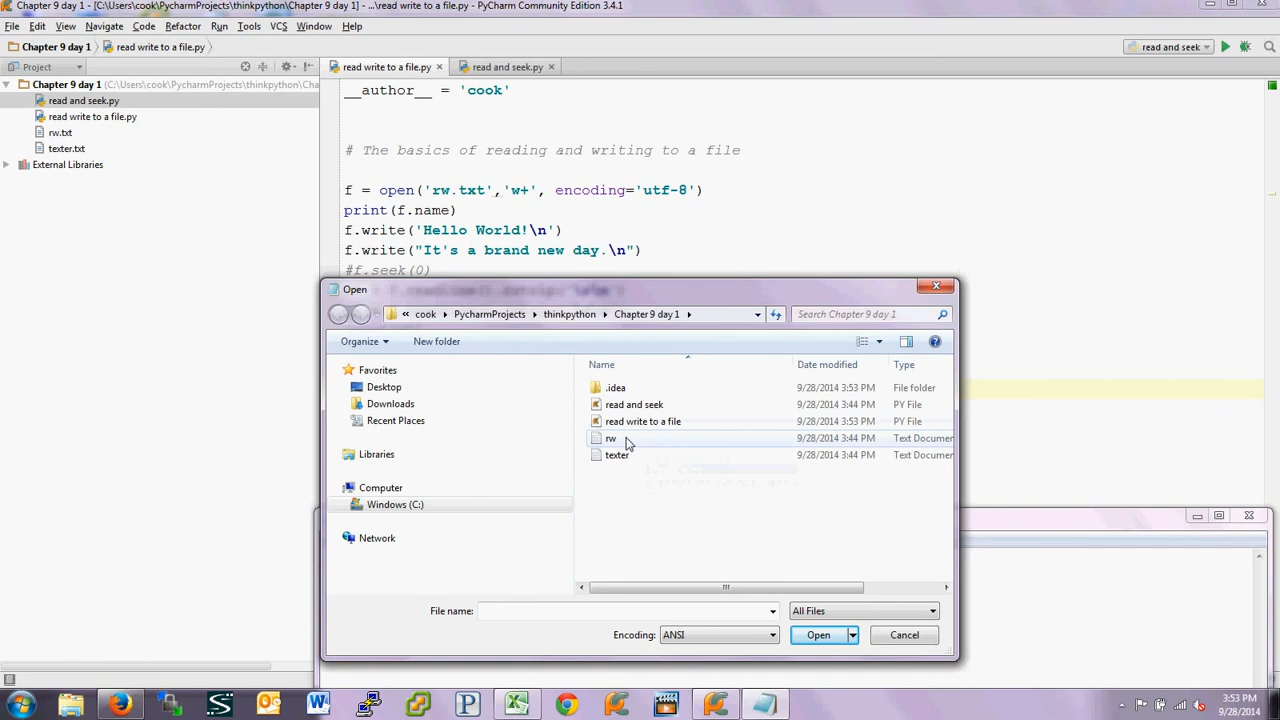 Chapter 9 day 1 - [C:\Users\cook\PycharmProjects\thinkpython\Chapter 9 day 1] - ...\read write to a file.py - PyCharm Community Edition 3.4.1
File Edit View Navigate Code Refactor Run Tools VCS Window Help
Chapter 9 day 1 read write to a file.py read and seek
Project read write to a file.py read and seek.py
Chapter 9 day 1 (C:\Users\cook\PycharmProjects\thinkpython\Cha
read and seek.py
read write to a file.py
rw.txt
texter.txt
External Libraries
__author__ = 'cook'
# The basics of reading and writing to a file
f = open('rw.txt','w+', encoding='utf-8')
print(f.name)
f.write('Hello World!\n')
f.write("It's a brand new day.\n")
#f.seek(0)
Open
« cook PycharmProjects thinkpython Chapter 9 day 1 Search Chapter 9 day 1
Organize New folder
Favorites
Desktop
Downloads
Recent Places
Libraries
Computer
Windows (C:)
Network
Name Date modified Type
.idea 9/28/2014 3:53 PM File folder
read and seek 9/28/2014 3:44 PM PY File
read write to a file 9/28/2014 3:53 PM PY File
rw 9/28/2014 3:44 PM Text Documen
texter 9/28/2014 3:44 PM Text Documen
File name: All Files
Encoding: ANSI Open Cancel
3:53 PM
9/28/2014